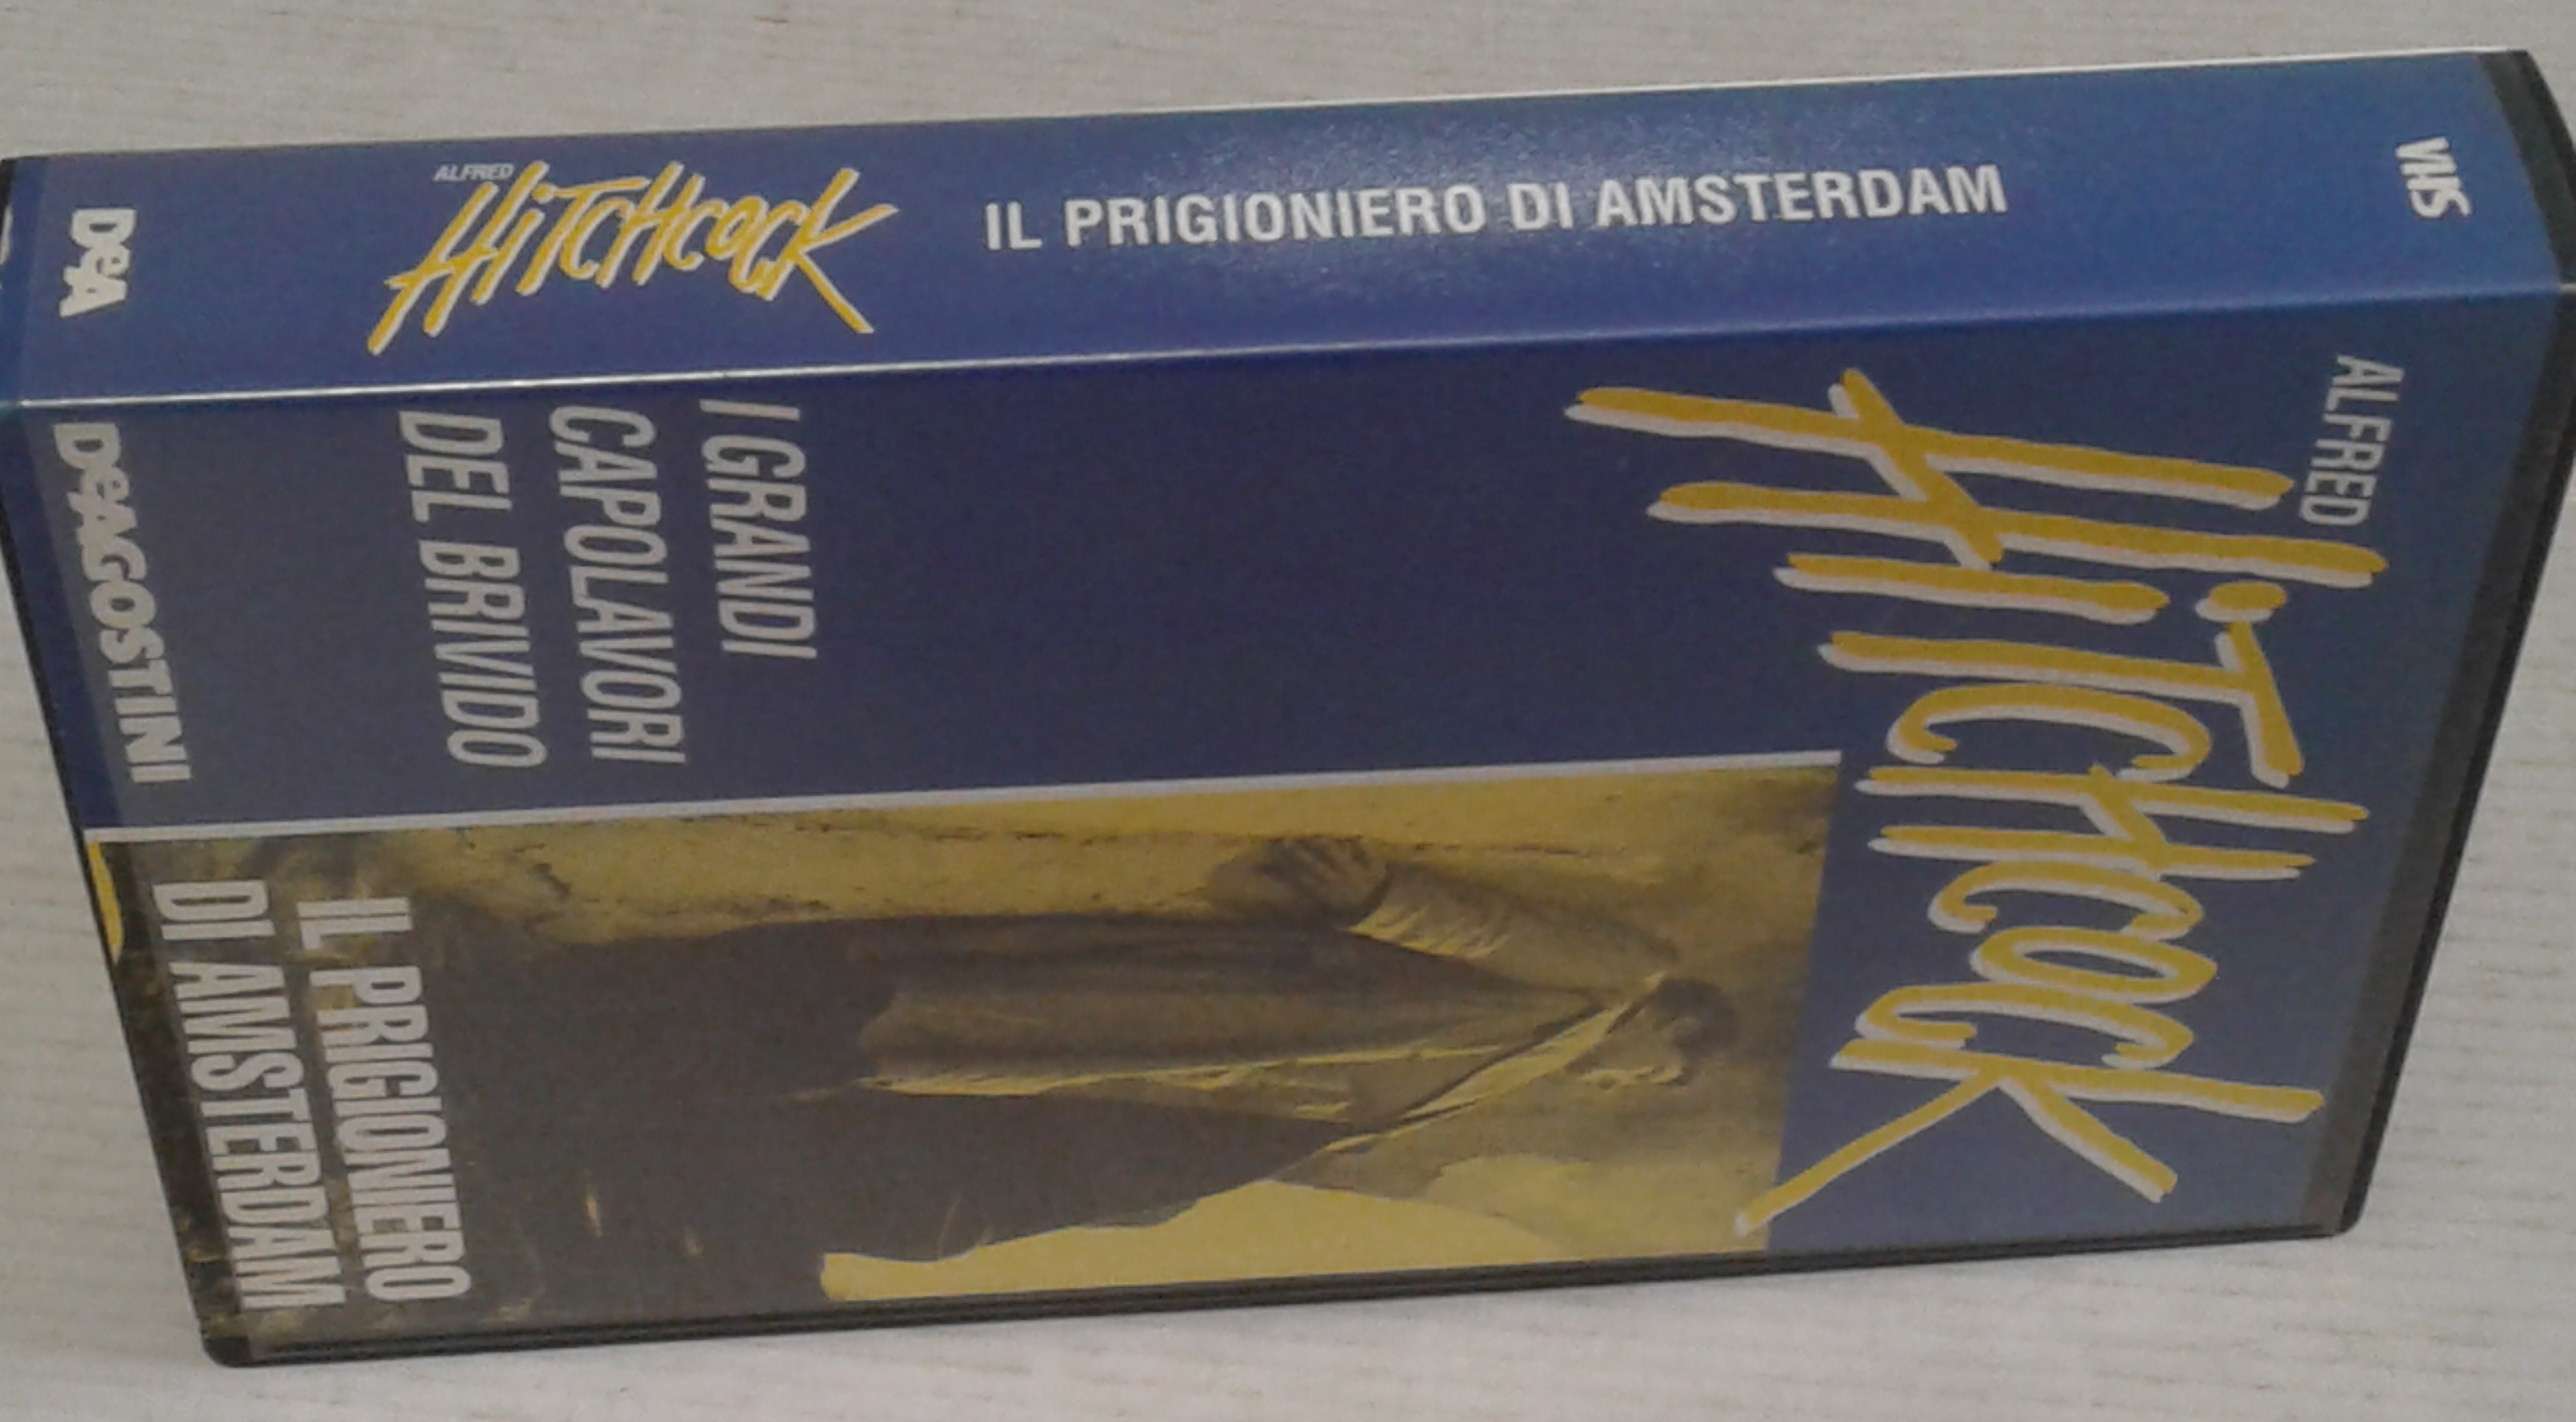 DeA
ALFRED
HITCHCOCK
IL PRIGIONIERO DI AMSTERDAM
VHS
ALFRED
HITCHCOCK
I GRANDI
CAPOLAVORI
DEL BRIVIDO
DeAGOSTINI
IL PRIGIONIERO
DI AMSTERDAM